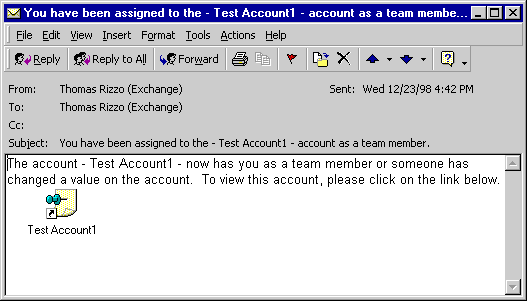 You have been assigned to the - Test Account1 - account as a team membe...
File Edit View Insert Format Tools Actions Help
Reply Reply to All Forward
From: Thomas Rizzo (Exchange) Sent: Wed 12/23/98 4:42 PM
To: Thomas Rizzo (Exchange)
Cc:
Subject: You have been assigned to the - Test Account1 - account as a team member.
The account - Test Account1 - now has you as a team member or someone has
changed a value on the account. To view this account, please click on the link below.
Test Account1